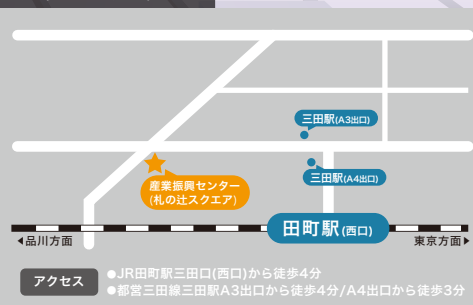 三田駅(A3出口)
三田駅(A4出口)
産業振興センター
(札の辻スクエア)
田町駅(西口)
◀品川方面
東京方面▶
アクセス
●JR田町駅三田口(西口)から徒歩4分
●都営三田線三田駅A3出口から徒歩4分/A4出口から徒歩3分